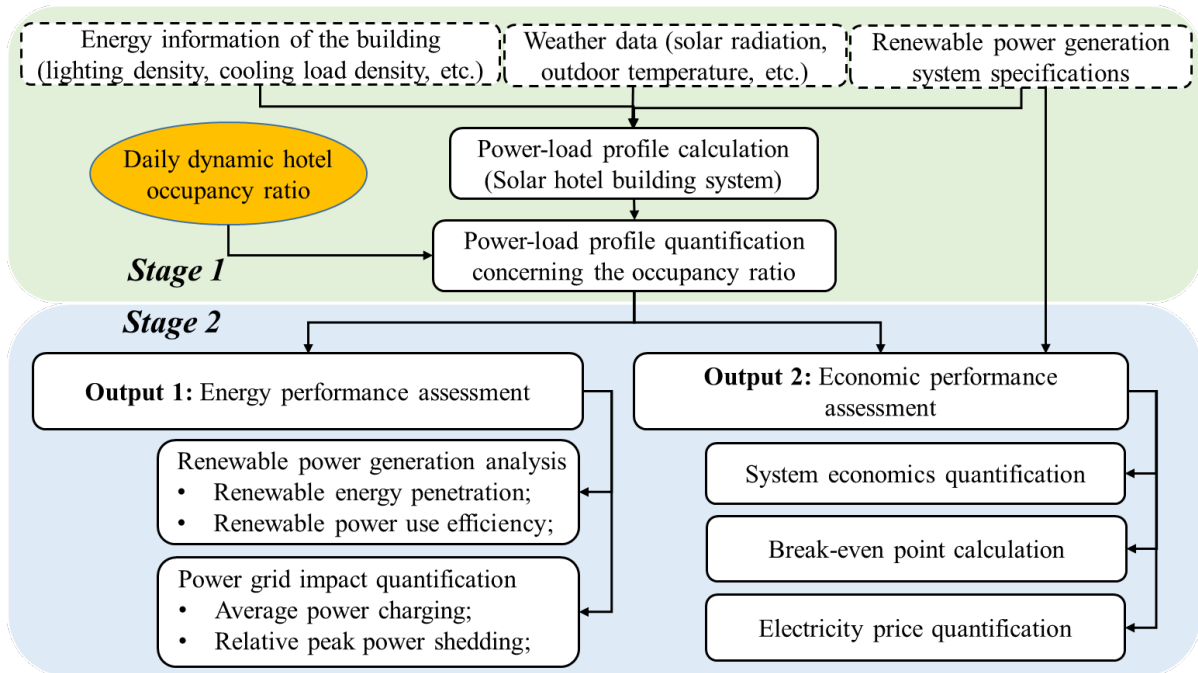 Energy information of the building
(lighting density, cooling load density, etc.)
Weather data (solar radiation,
outdoor temperature, etc.)
Renewable power generation
system specifications
Daily dynamic hotel
occupancy ratio
Power-load profile calculation
(Solar hotel building system)
Power-load profile quantification
concerning the occupancy ratio
Stage 1
Stage 2
Output 1: Energy performance assessment
Renewable power generation analysis
• Renewable energy penetration;
• Renewable power use efficiency;
Power grid impact quantification
• Average power charging;
• Relative peak power shedding;
Output 2: Economic performance
assessment
System economics quantification
Break-even point calculation
Electricity price quantification